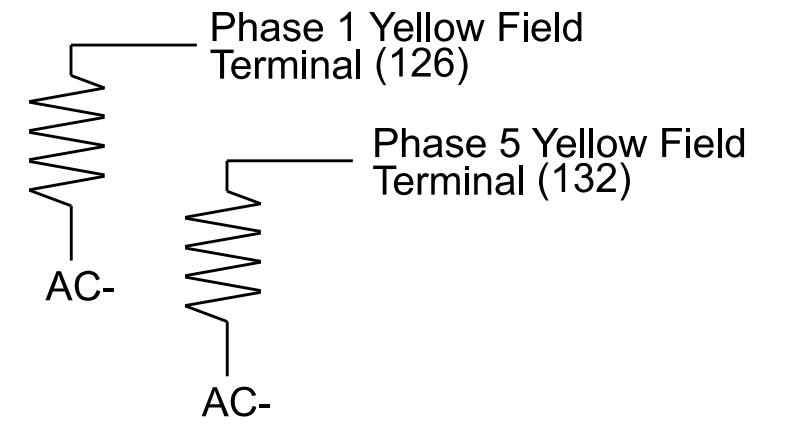 Phase 1 Yellow Field
Terminal (126)
Phase 5 Yellow Field
Terminal (132)
AC-
AC-